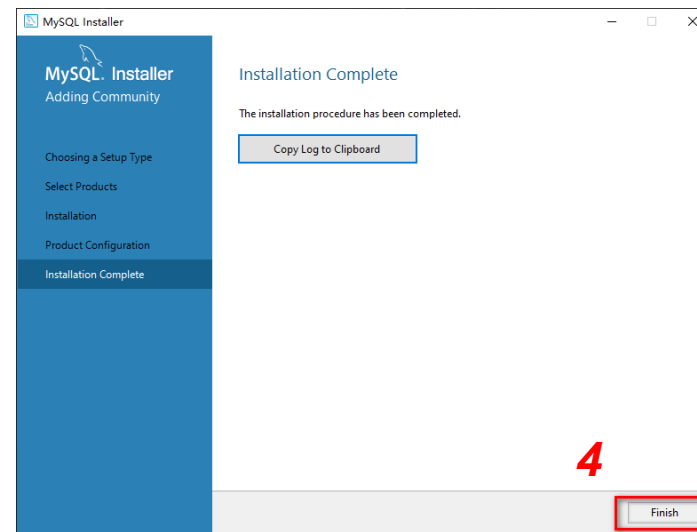 MySQL Installer
MySQL. Installer
Adding Community
Choosing a Setup Type
Select Products
Installation
Product Configuration
Installation Complete
Installation Complete
The installation procedure has been completed.
Copy Log to Clipboard
4
Finish